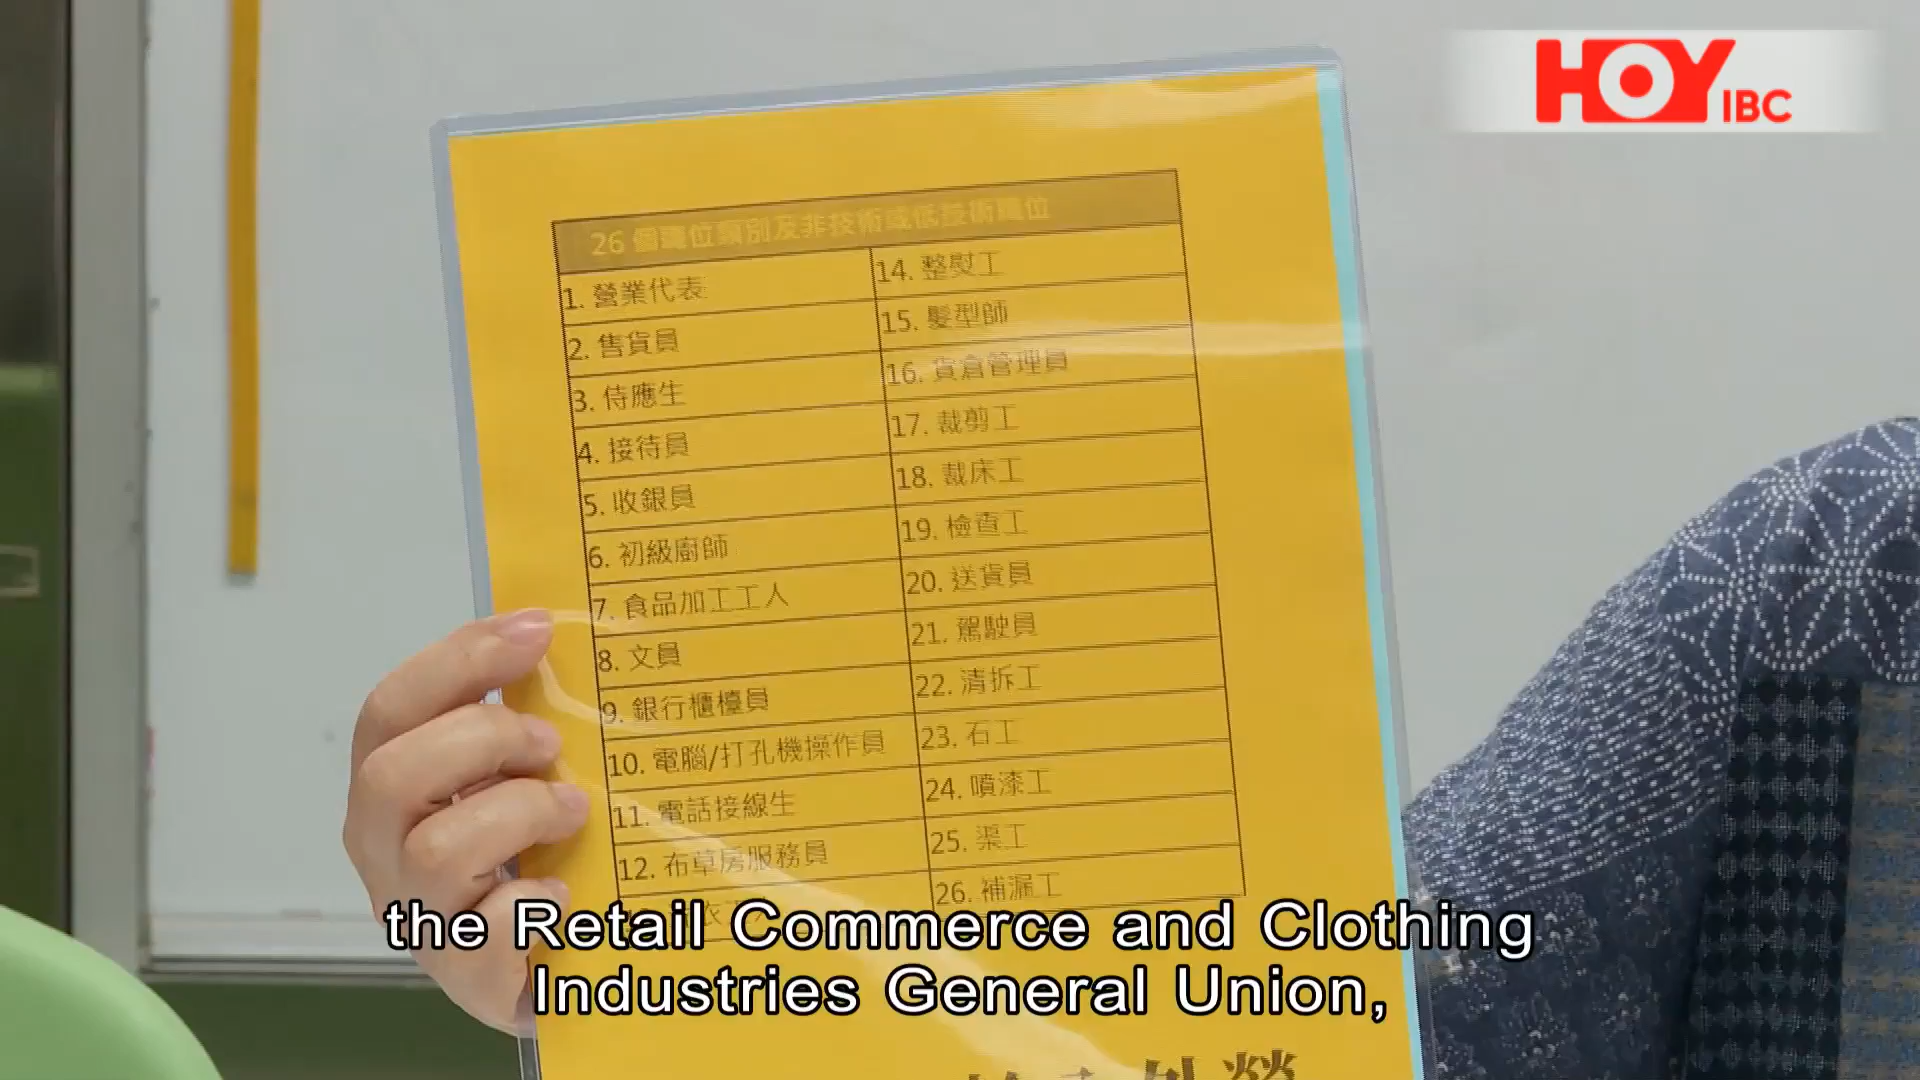 HOY IBC
26 個職位類別及非技術或低技術職位
1. 營業代表
2. 售貨員
3. 侍應生
4. 接待員
5. 收銀員
6. 初級廚師
7. 食品加工工人
8. 文員
9. 銀行櫃檯員
10. 電腦/打孔機操作員
11. 電話接線生
12. 布草房服務員
14. 整熨工
15. 髮型師
16. 貨倉管理員
17. 裁剪工
18. 裁床工
19. 檢查工
20. 送貨員
21. 駕駛員
22. 清拆工
23. 石工
24. 噴漆工
25. 渠工
26. 補漏工
the Retail Commerce and Clothing
Industries General Union,